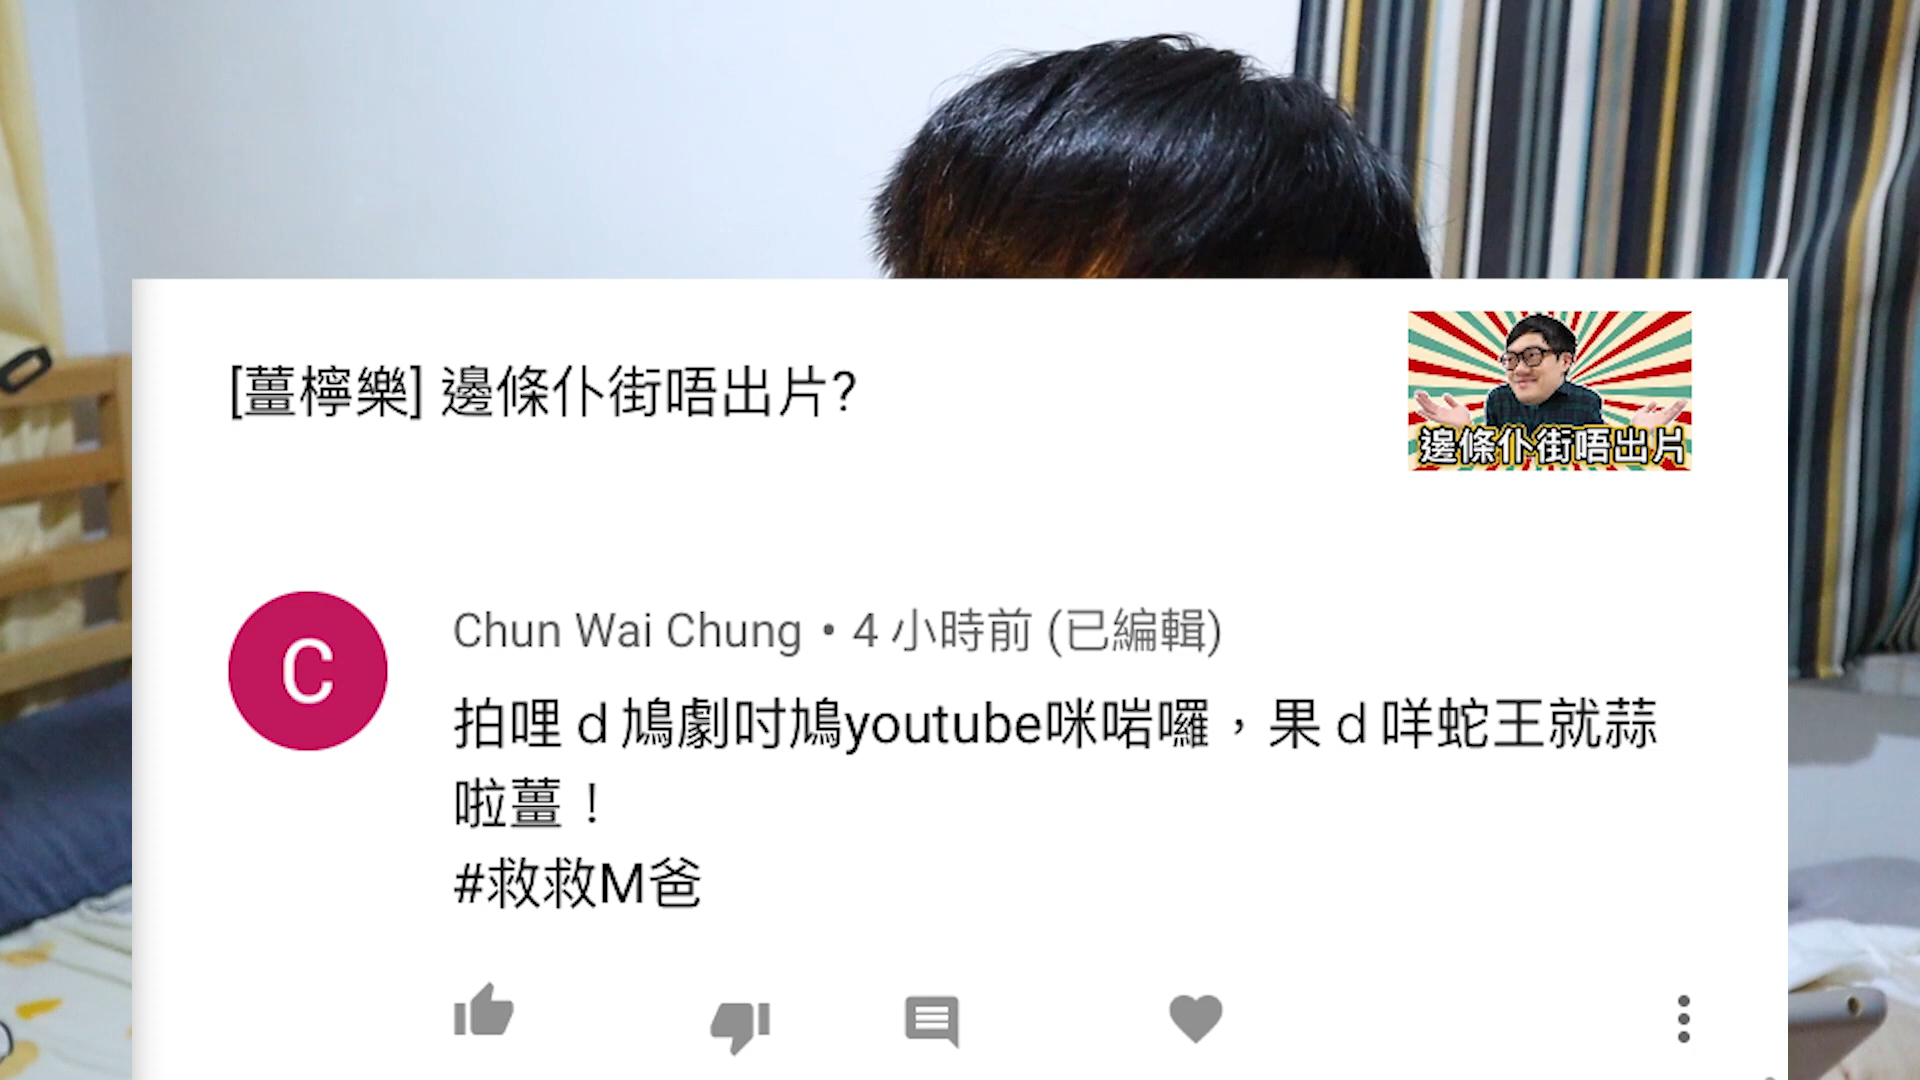 [薑檸樂] 邊條仆街唔出片?
邊條仆街唔出片
C
Chun Wai Chung • 4 小時前 (已編輯)
拍哩ｄ鳩劇吋鳩youtube咪啱囉，果ｄ咩蛇王就蒜
啦薑！
#救救M爸